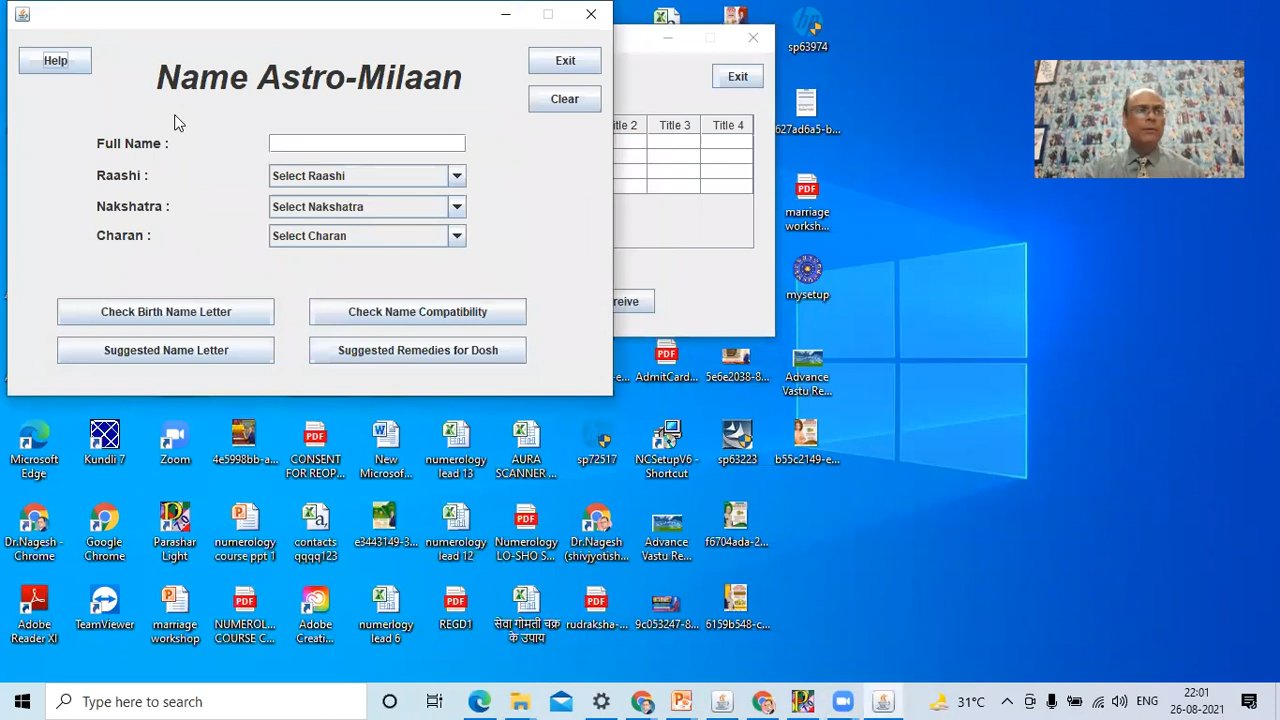 Help
Name Astro-Milaan
Exit
Clear
Full Name :
Raashi :
Select Raashi
Nakshatra :
Select Nakshatra
Charan :
Select Charan
Check Birth Name Letter
Check Name Compatibility
Suggested Name Letter
Suggested Remedies for Dosh
Exit
Title 3
Title 4
reive
sp63974
627ad6a5-b...
marriage
worksh...
mysetup
AdmitCard...
5e6e2038-8...
Advance
Vastu Re...
Microsoft
Edge
Kundli 7
Zoom
4e5998bb-a...
CONSENT
FOR REOP...
New
Microsof...
numerology
lead 13
AURA
SCANNER ...
sp72517
NCSetupV6 -
Shortcut
sp63223
b55c2149-e...
Dr.Nagesh -
Chrome
Google
Chrome
Parashar
Light
numerology
course ppt 1
contacts
qqqq123
e3443149-3...
numerology
lead 12
Numerology
LO-SHO S...
Dr.Nagesh
(shivjyotish...
Advance
Vastu Re...
f6704ada-2...
Adobe
Reader XI
TeamViewer
marriage
workshop
NUMEROL...
COURSE C...
Adobe
Creati...
numerlogy
lead 6
REGD1
सेवा गोमती चक्र
के उपाय
rudraksha-...
9c053247-8...
6159b548-c...
Type here to search
31°C
ENG
22:01
26-08-2021